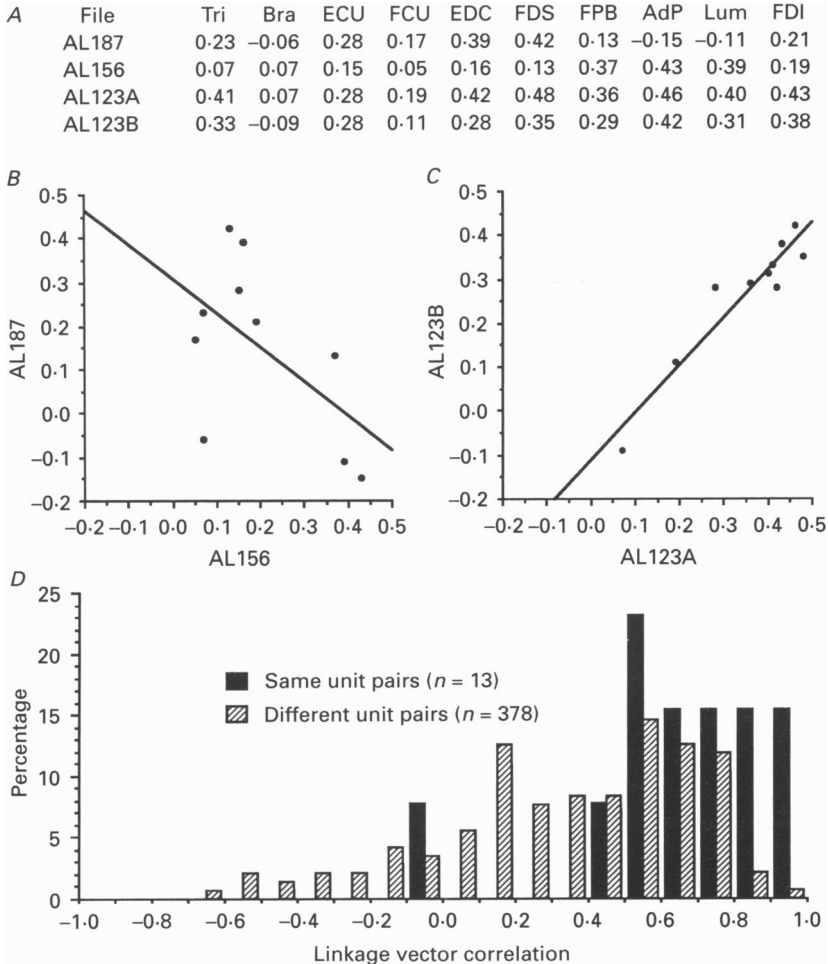 A File Tri Bra ECU FCU EDC FDS FPB AdP Lum FDI
AL187 0·23 −0·06 0·28 0·17 0·39 0·42 0·13 −0·15 −0·11 0·21
AL156 0·07 0·07 0·15 0·05 0·16 0·13 0·37 0·43 0·39 0·19
AL123A 0·41 0·07 0·28 0·19 0·42 0·48 0·36 0·46 0·40 0·43
AL123B 0·33 −0·09 0·28 0·11 0·28 0·35 0·29 0·42 0·31 0·38
B
0·5
0·4
0·3
0·2
0·1
0·0
−0·1
−0·2
AL187
−0·2 −0·1 0·0 0·1 0·2 0·3 0·4 0·5
AL156
C
0·5
0·4
0·3
0·2
0·1
0·0
−0·1
−0·2
AL123B
−0·2 −0·1 0·0 0·1 0·2 0·3 0·4 0·5
AL123A
D
25
20
15
10
5
0
Percentage
Same unit pairs (n = 13)
Different unit pairs (n = 378)
−1·0 −0·8 −0·6 −0·4 −0·2 0·0 0·2 0·4 0·6 0·8 1·0
Linkage vector correlation